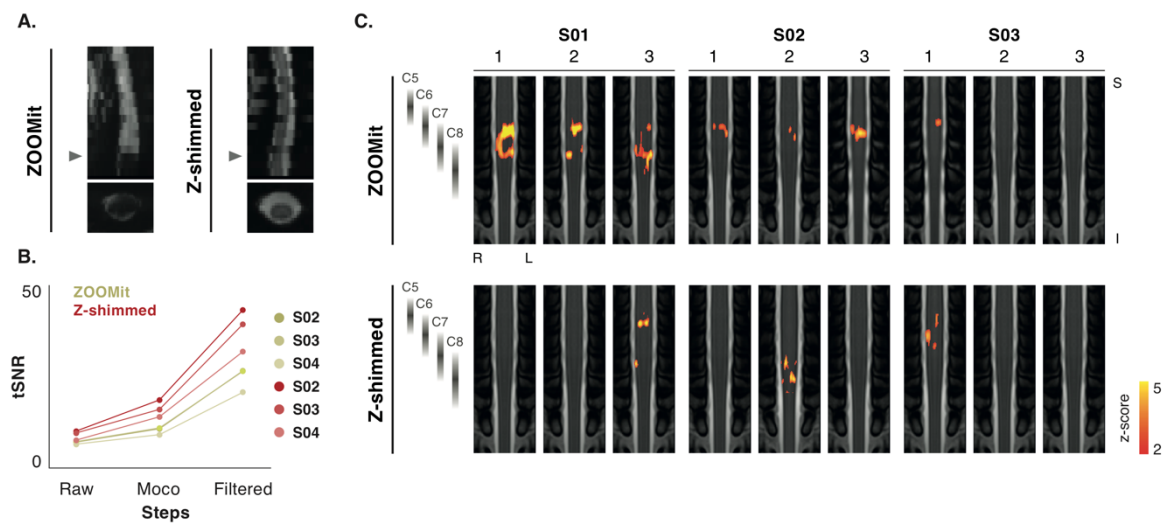 A.
ZOOMit
Z-shimmed
B.
50
ZOOMit
Z-shimmed
tSNR
0
Raw Moco Filtered
Steps
S02
S03
S04
S02
S03
S04
C.
S01 S02 S03
1 2 3 1 2 3 1 2 3
ZOOMit
C5
C6
C7
C8
S
I
R L
Z-shimmed
C5
C6
C7
C8
z-score
5
2